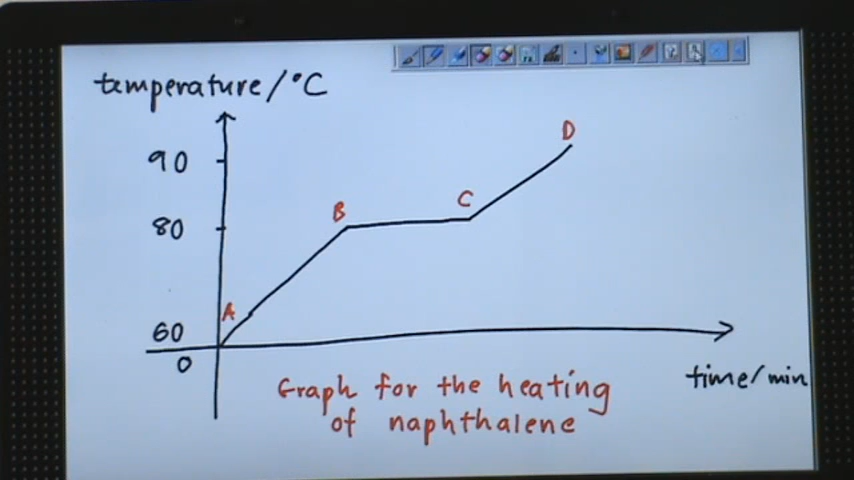 temperature/°C
90
D
C
B
80
A
60
0
time/min
Graph for the heating
of naphthalene